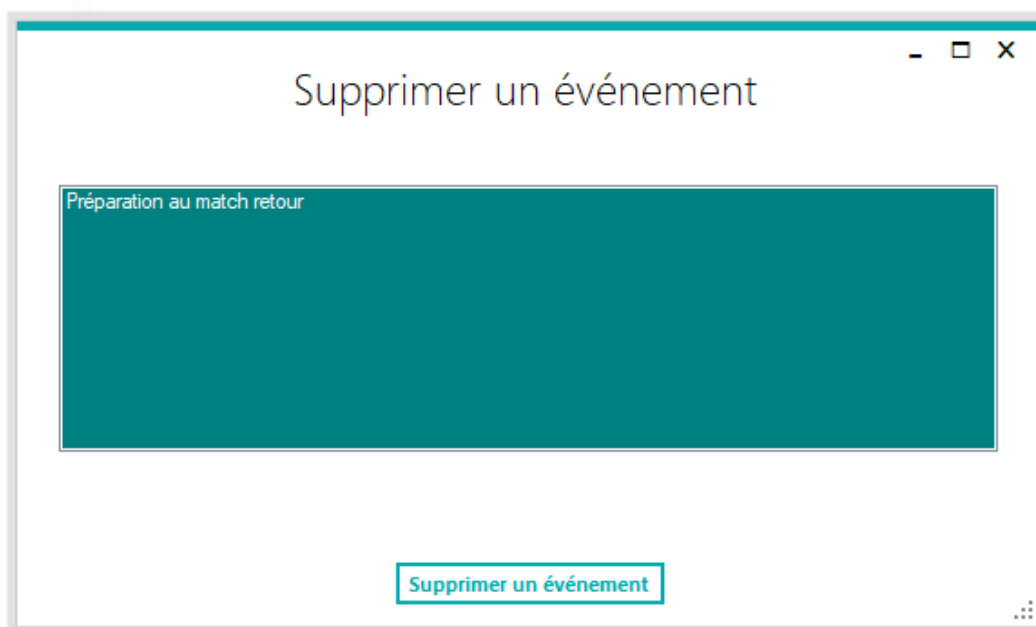 Supprimer un événement
Préparation au match retour
Supprimer un événement